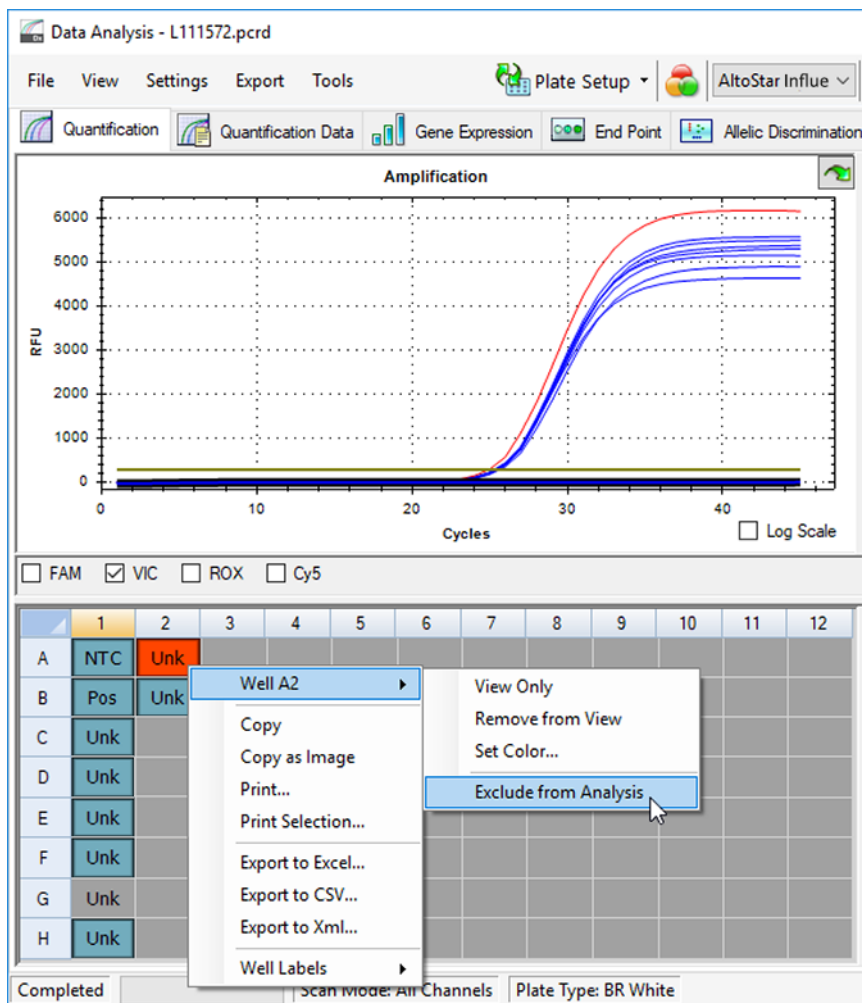 Data Analysis - L111572.pcrd
File View Settings Export Tools Plate Setup AltoStar Influe
Quantification Quantification Data Gene Expression End Point Allelic Discrimination
Amplification
6000
5000
4000
3000
2000
1000
0
RFU
0 10 20 30 40
Cycles
Log Scale
FAM VIC ROX Cy5
1 2 3 4 5 6 7 8 9 10 11 12
A NTC Unk
B Pos Unk
C Unk
D Unk
E Unk
F Unk
G Unk
H Unk
Well A2
Copy
Copy as Image
Print...
Print Selection...
Export to Excel...
Export to CSV...
Export to Xml...
Well Labels
View Only
Remove from View
Set Color...
Exclude from Analysis
Completed Scan Mode: All Channels Plate Type: BR White